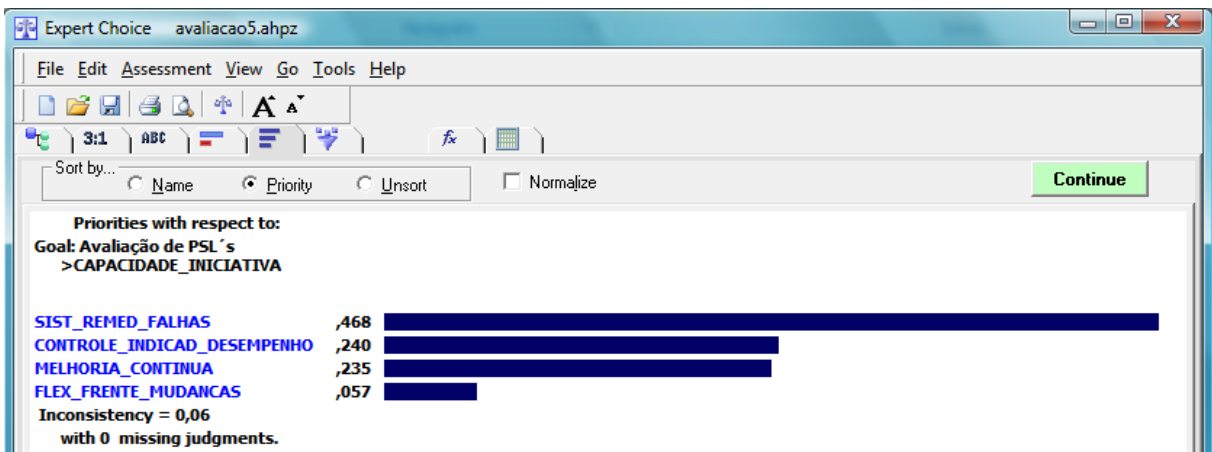 Expert Choice avaliacao5.ahpz
File Edit Assessment View Go Tools Help
A A
3:1 ABC fx
Sort by... Name Priority Unsort Normalize Continue
Priorities with respect to:
Goal: Avaliação de PSL´s
>CAPACIDADE_INICIATIVA
SIST_REMED_FALHAS ,468
CONTROLE_INDICAD_DESEMPENHO ,240
MELHORIA_CONTINUA ,235
FLEX_FRENTE_MUDANCAS ,057
Inconsistency = 0,06
with 0 missing judgments.